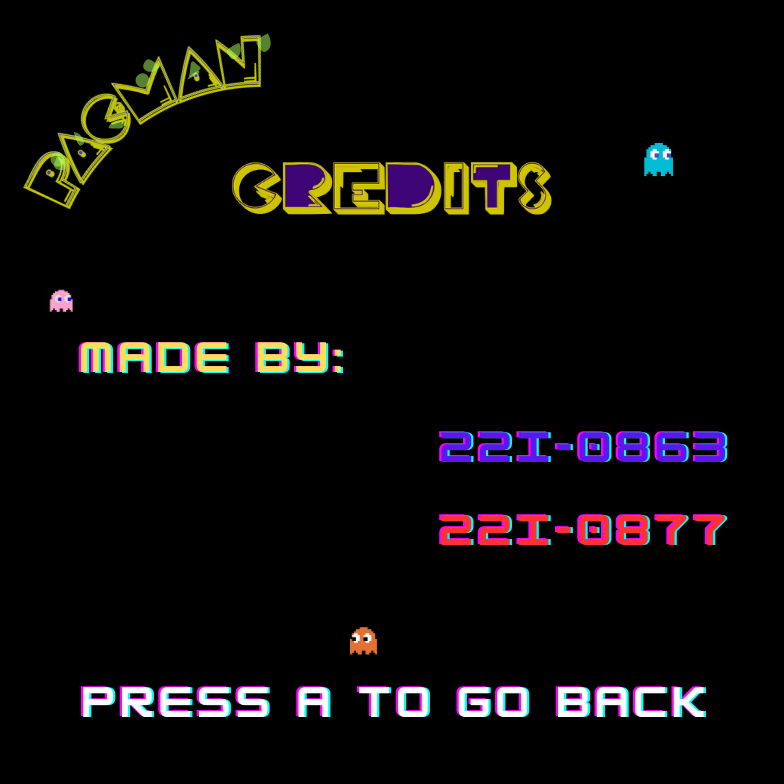 PACMAN
CREDITS
MADE BY:
22I-0863
22I-0877
PRESS A TO GO BACK